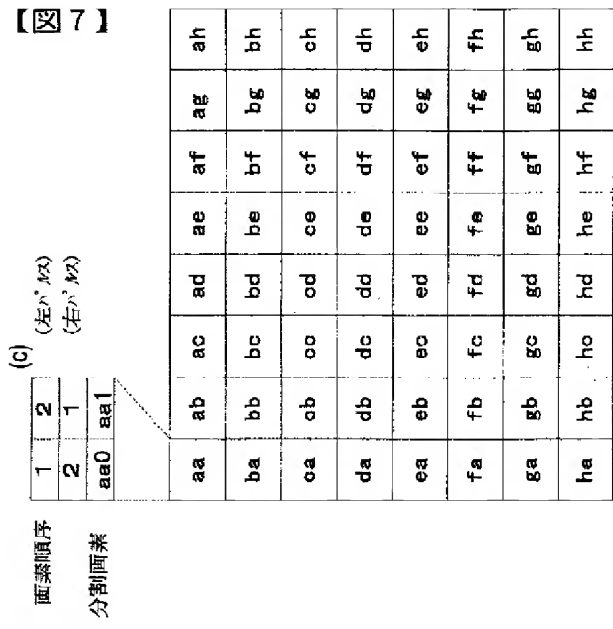 【図7】
(c)
画素順序 1 2 (左パルス)
2 1 (右パルス)
分割画素 aa0 aa1
aa ab ac ad ae af ag ah
ba bb bc bd be bf bg bh
ca cb cc cd ce cf cg ch
da db dc dd de df dg dh
ea eb ec ed ee ef eg eh
fa fb fc fd fe ff fg fh
ga gb gc gd ge gf gg gh
ha hb hc hd he hf hg hh